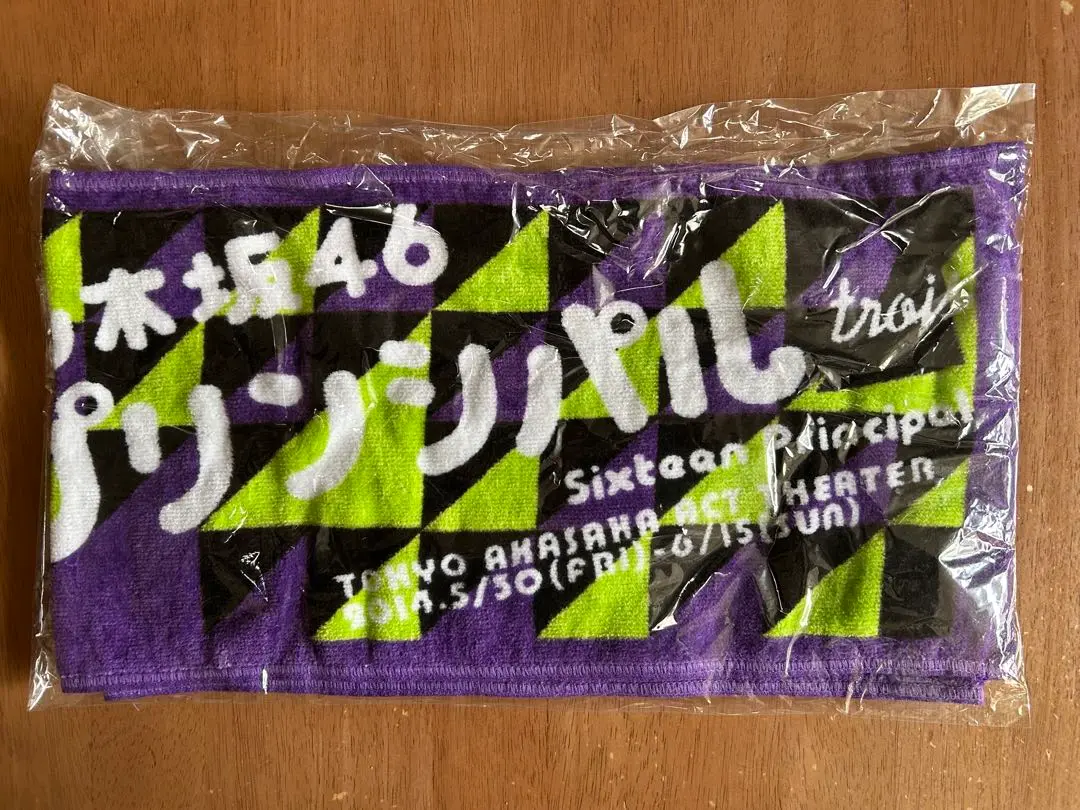 木坂46
プリンシパル
troi
Sixteen Principal
TOKYO AKASAKA ACT THEATER
2014.5/30(FRI)-6/15(SUN)